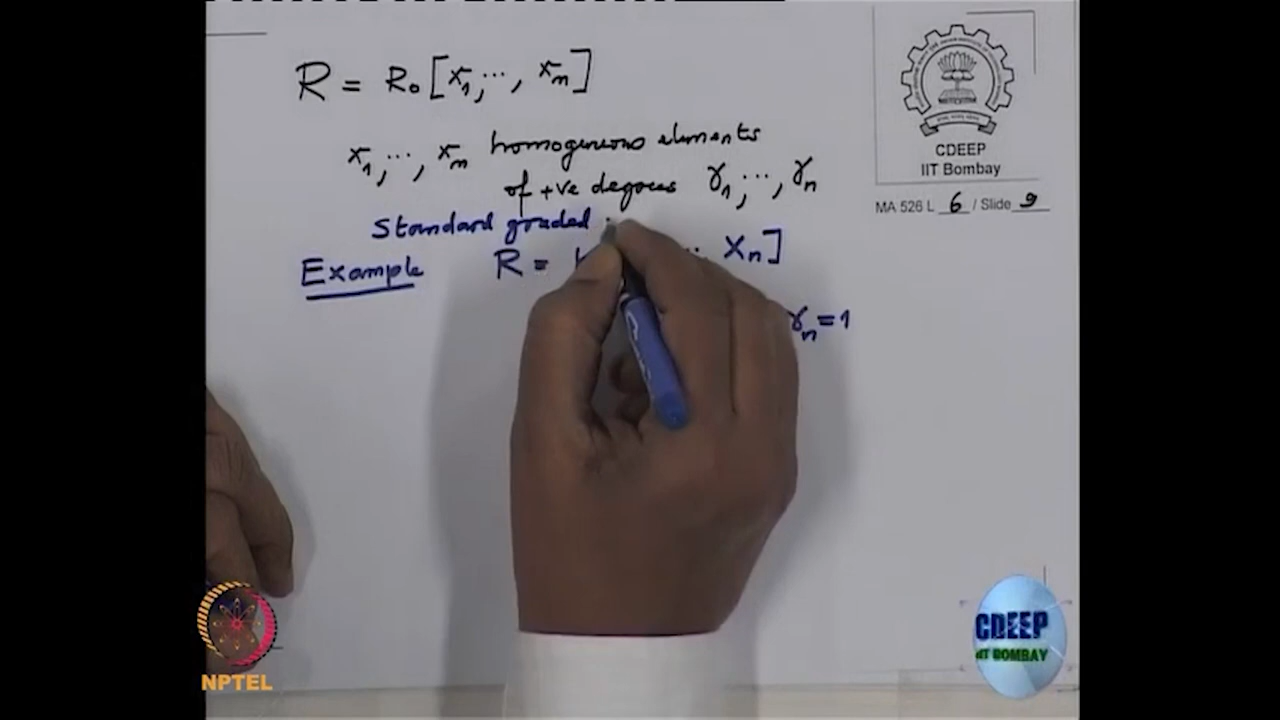 R = R₀ [x₁, ..., xₙ]
x₁, ..., xₙ homogeneous elements
of +ve degrees γ₁, ..., γₙ
Standard graded
Example R = Xₙ]
γₙ = 1
CDEEP
IIT Bombay
MA 526 L 6 / Slide 9
NPTEL
CDEEP
IIT BOMBAY